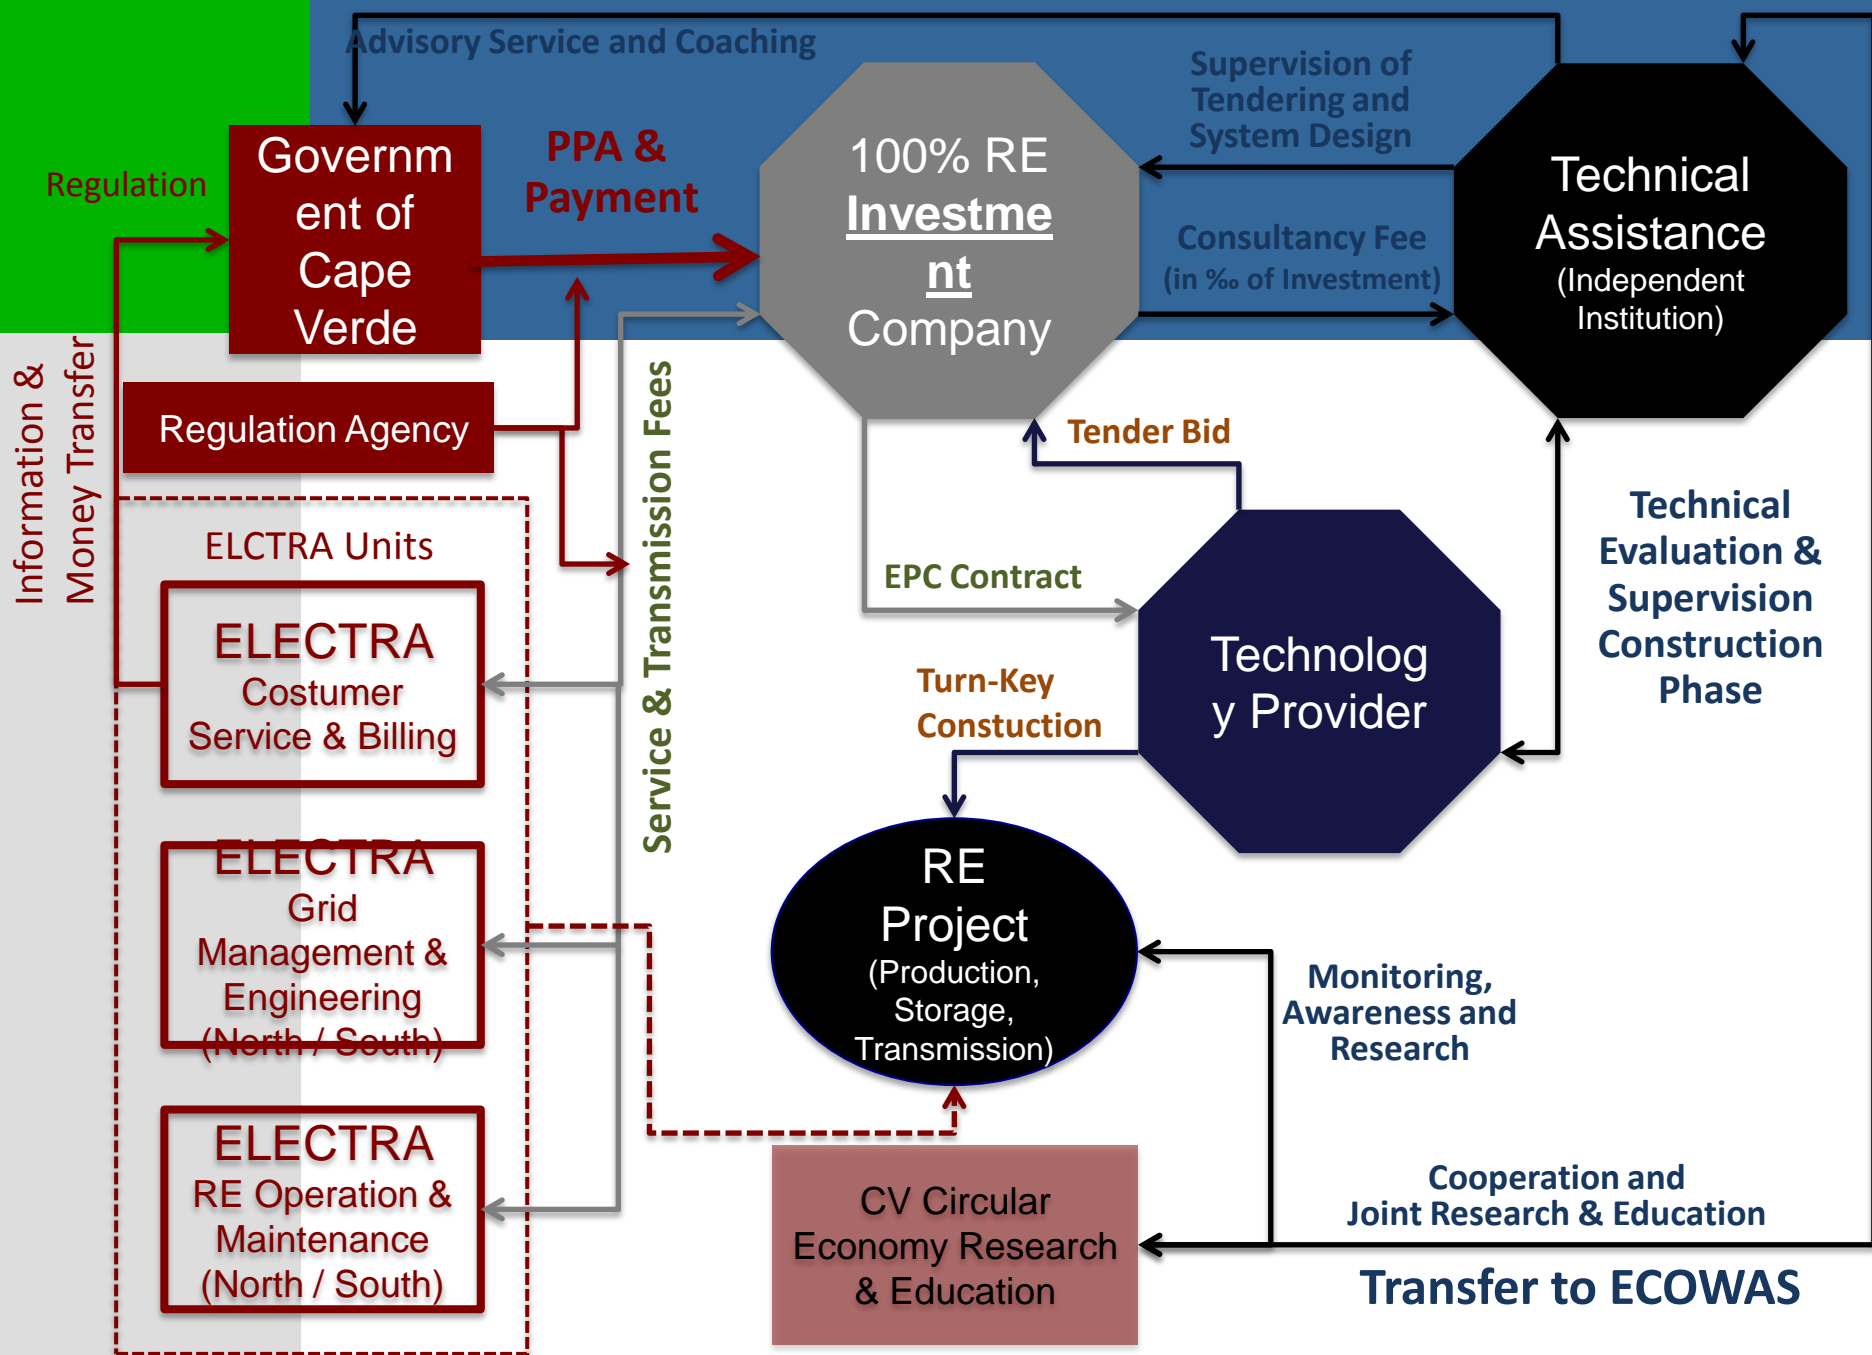 Advisory Service and Coaching
Supervision of
Tendering and
System Design
Regulation
Governm
ent of
Cape
Verde
PPA &
Payment
100% RE
Investme
nt
Company
Technical
Assistance
(Independent
Institution)
Consultancy Fee
(in ‰ of Investment)
Information &
Money Transfer
Regulation Agency
Service & Transmission Fees
Tender Bid
EPC Contract
Technical
Evaluation &
Supervision
Construction
Phase
ELCTRA Units
ELECTRA
Costumer
Service & Billing
Turn-Key
Constuction
Technolog
y Provider
ELECTRA
Grid
Management &
Engineering
(North / South)
RE
Project
(Production,
Storage,
Transmission)
Monitoring,
Awareness and
Research
ELECTRA
RE Operation &
Maintenance
(North / South)
CV Circular
Economy Research
& Education
Cooperation and
Joint Research & Education
Transfer to ECOWAS